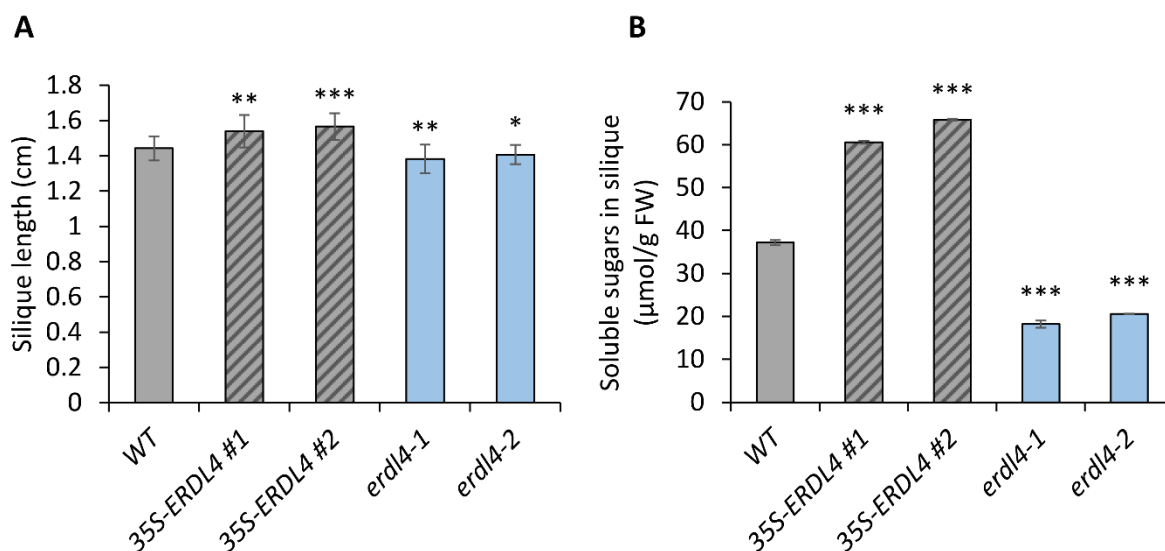 A
Silique length (cm)
1.8
1.6
1.4
1.2
1
0.8
0.6
0.4
0.2
0
**
***
**
*
WT
35S-ERDL4 #1
35S-ERDL4 #2
erdl4-1
erdl4-2
B
Soluble sugars in silique
(µmol/g FW)
70
60
50
40
30
20
10
0
***
***
***
***
WT
35S-ERDL4 #1
35S-ERDL4 #2
erdl4-1
erdl4-2